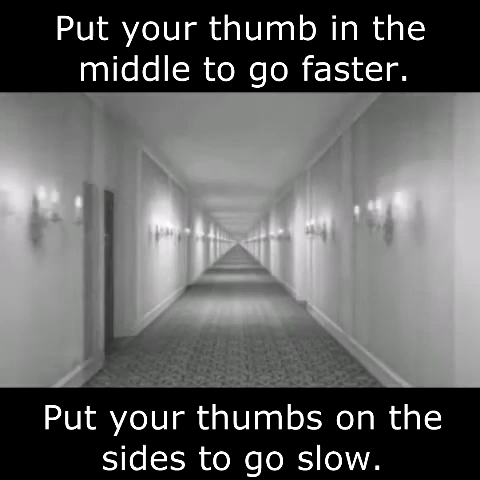 Put your thumb in the
middle to go faster.
Put your thumbs on the
sides to go slow.